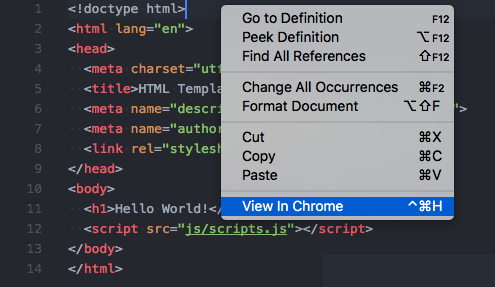 1 <!doctype html>
2 <html lang="en">
3 <head>
4 <meta charset="utf
5 <title>HTML Templa
6 <meta name="descri ">
7 <meta name="author
8 <link rel="stylesh
9 </head>
10 <body>
11 <h1>Hello World!</
12 <script src="js/scripts.js"></script>
13 </body>
14 </html>
Go to Definition F12
Peek Definition ⌥F12
Find All References ⇧F12
Change All Occurrences ⌘F2
Format Document ⌥⇧F
Cut ⌘X
Copy ⌘C
Paste ⌘V
View In Chrome ^⌘H